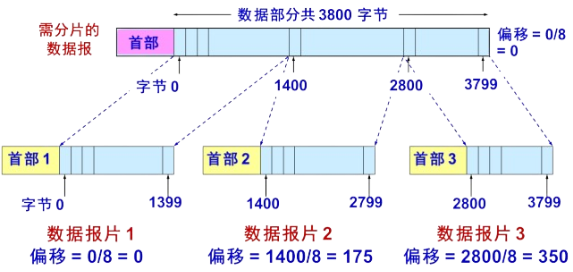 数据部分共 3800 字节
需分片的
数据报
首部
偏移 = 0/8
= 0
字节 0
1400
2800
3799
首部 1
首部 2
首部 3
字节 0
1399
1400
2799
2800
3799
数据报片 1
数据报片 2
数据报片 3
偏移 = 0/8 = 0
偏移 = 1400/8 = 175
偏移 = 2800/8 = 350